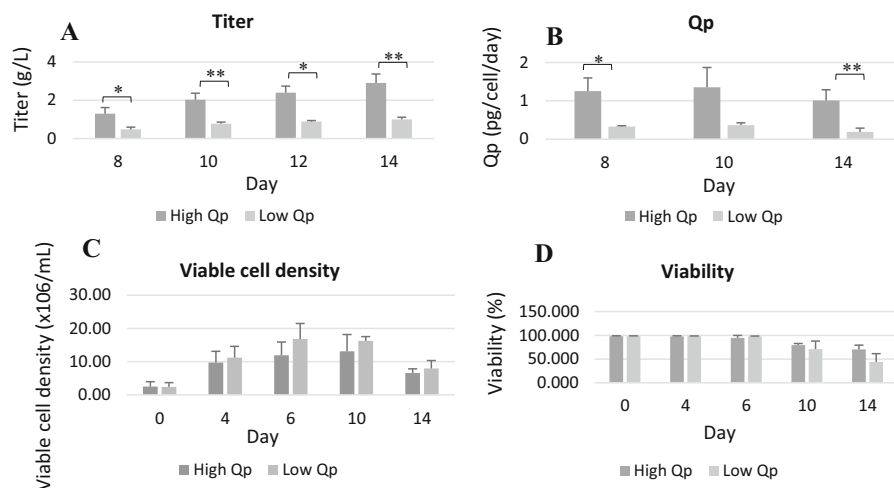 A
Titer
Titer (g/L)
4
2
0
*
**
*
**
8 10 12 14
Day
High Qp Low Qp
B
Qp
Qp (pg/cell/day)
2
1
0
*
**
8 10 14
Day
High Qp Low Qp
C
Viable cell density
Viable cell density (x106/mL)
30.00
20.00
10.00
0.00
0 4 6 10 14
Day
High Qp Low Qp
D
Viability
Viability (%)
150.000
100.000
50.000
0.000
0 4 6 10 14
Day
High Qp Low Qp